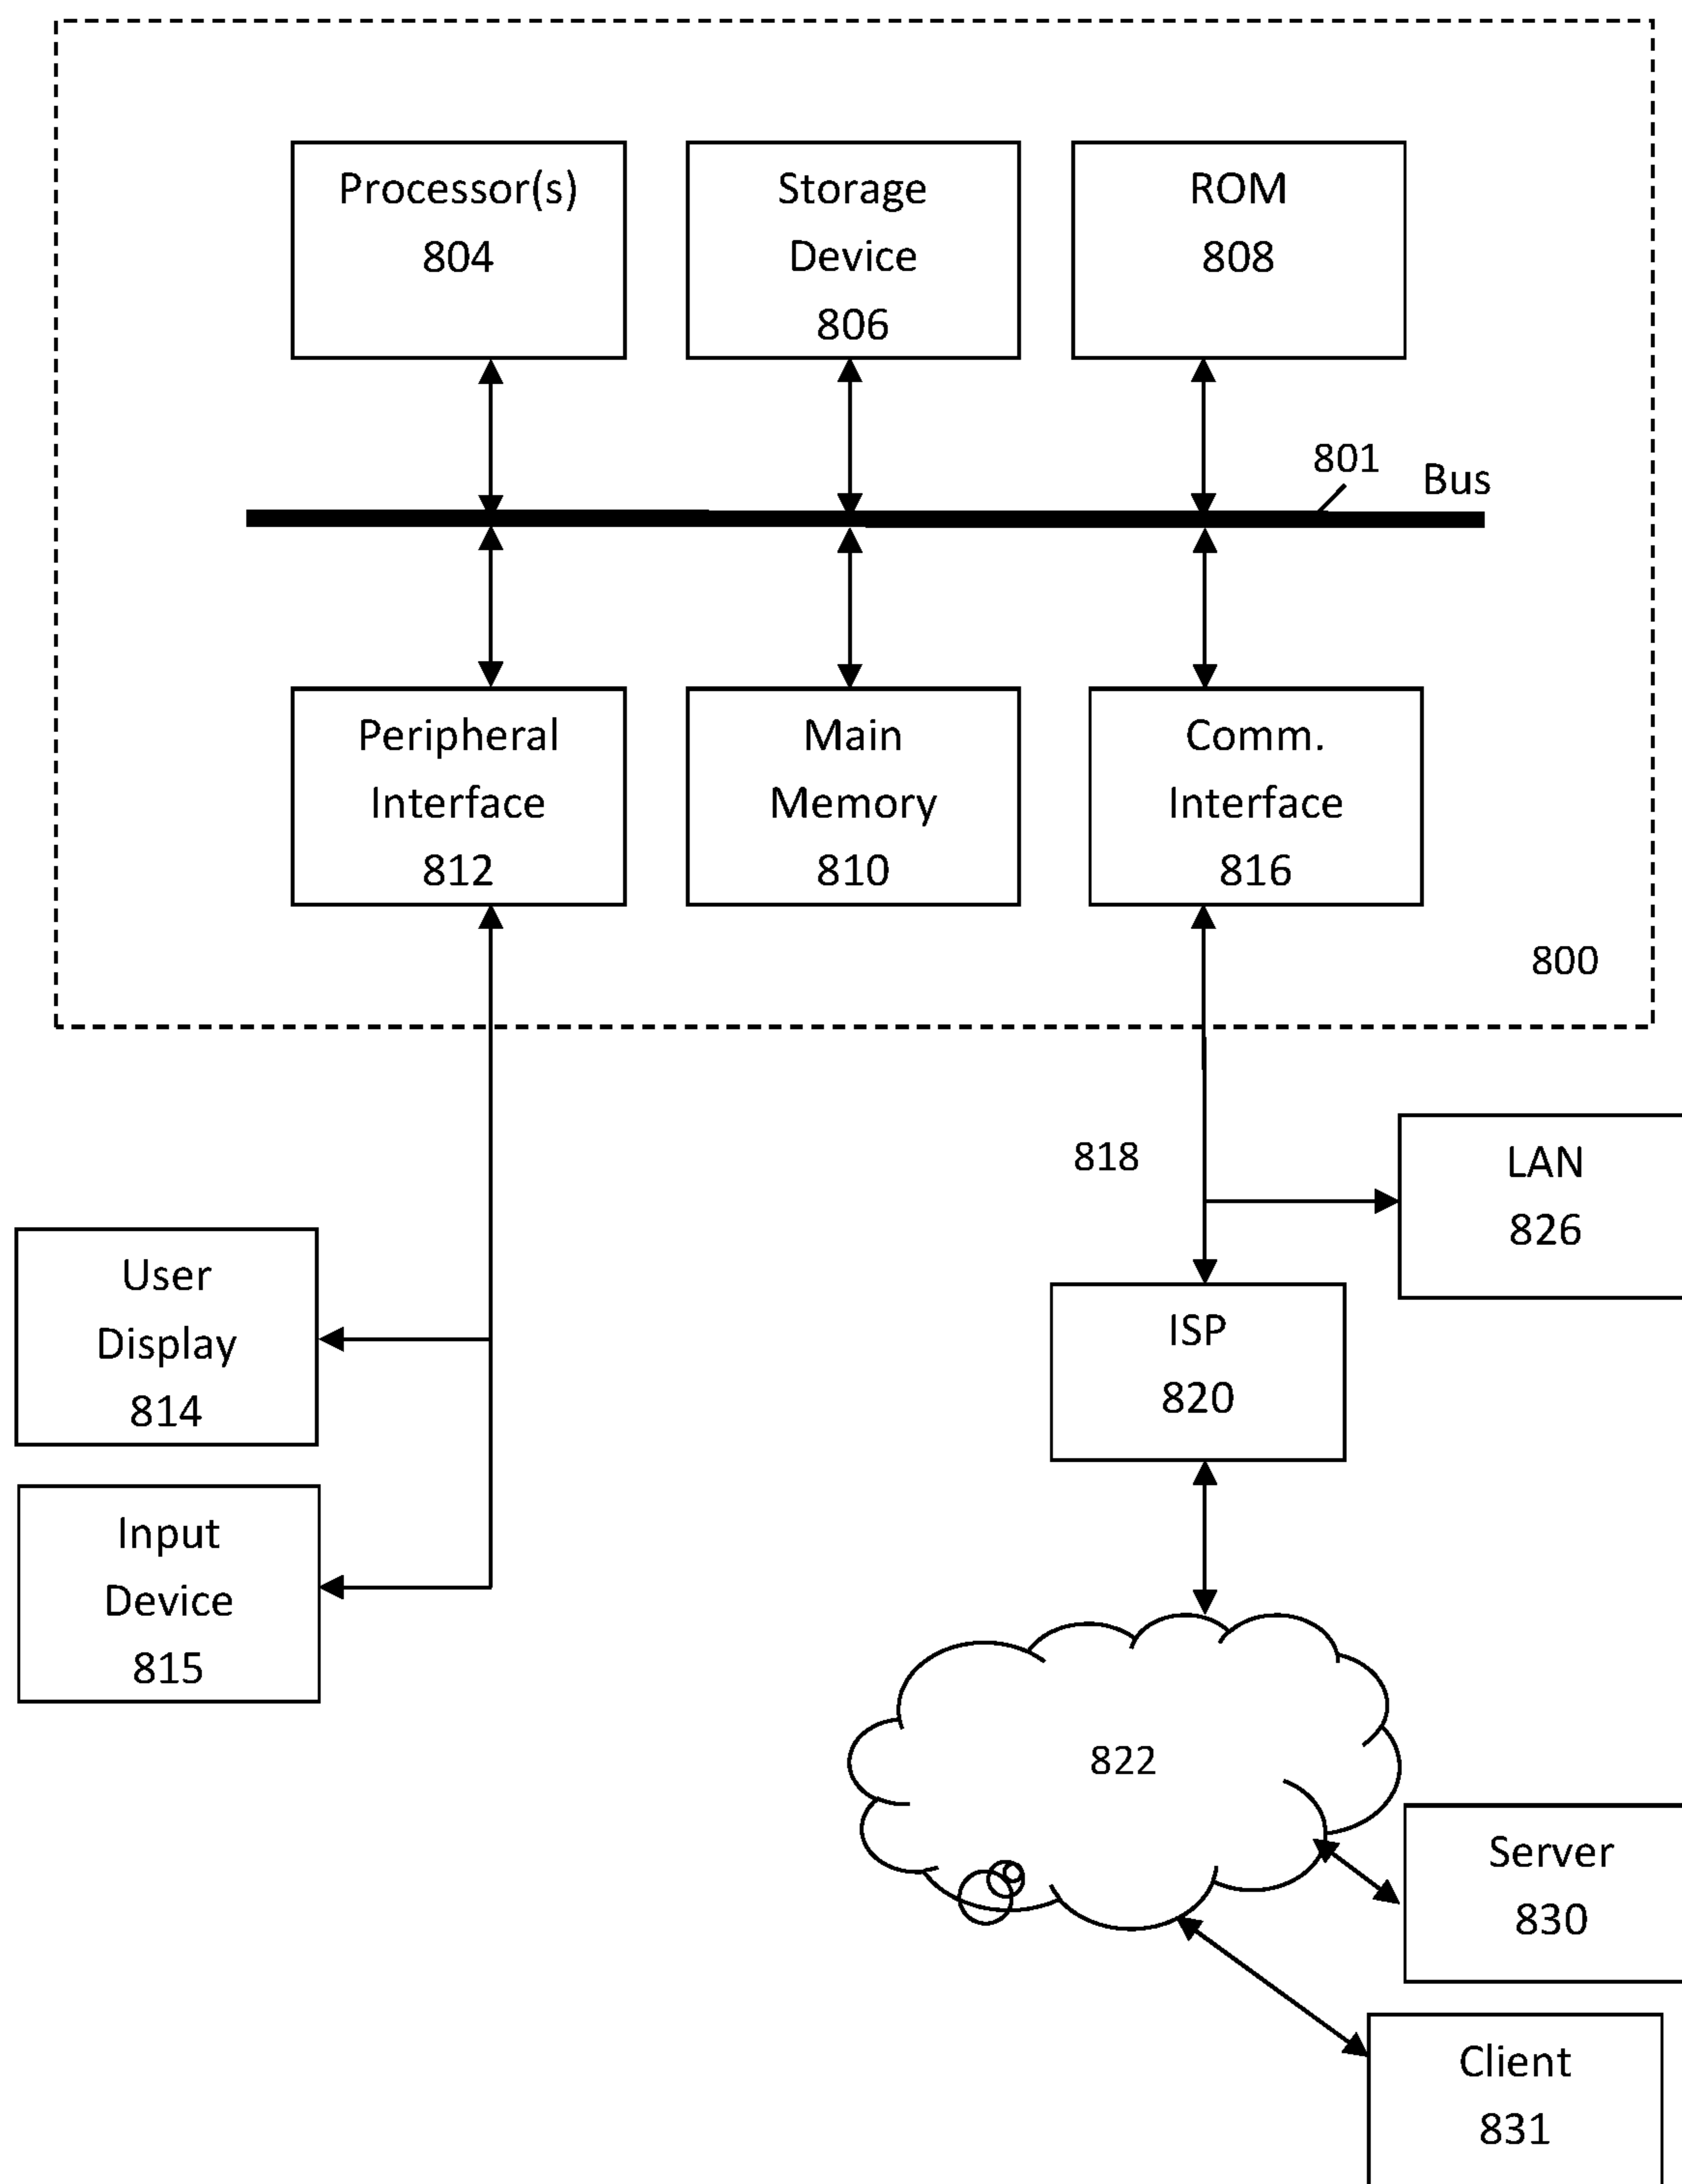 Processor(s)
804
Storage
Device
806
ROM
808
801
Bus
Peripheral
Interface
812
Main
Memory
810
Comm.
Interface
816
800
818
LAN
826
User
Display
814
ISP
820
Input
Device
815
822
Server
830
Client
831